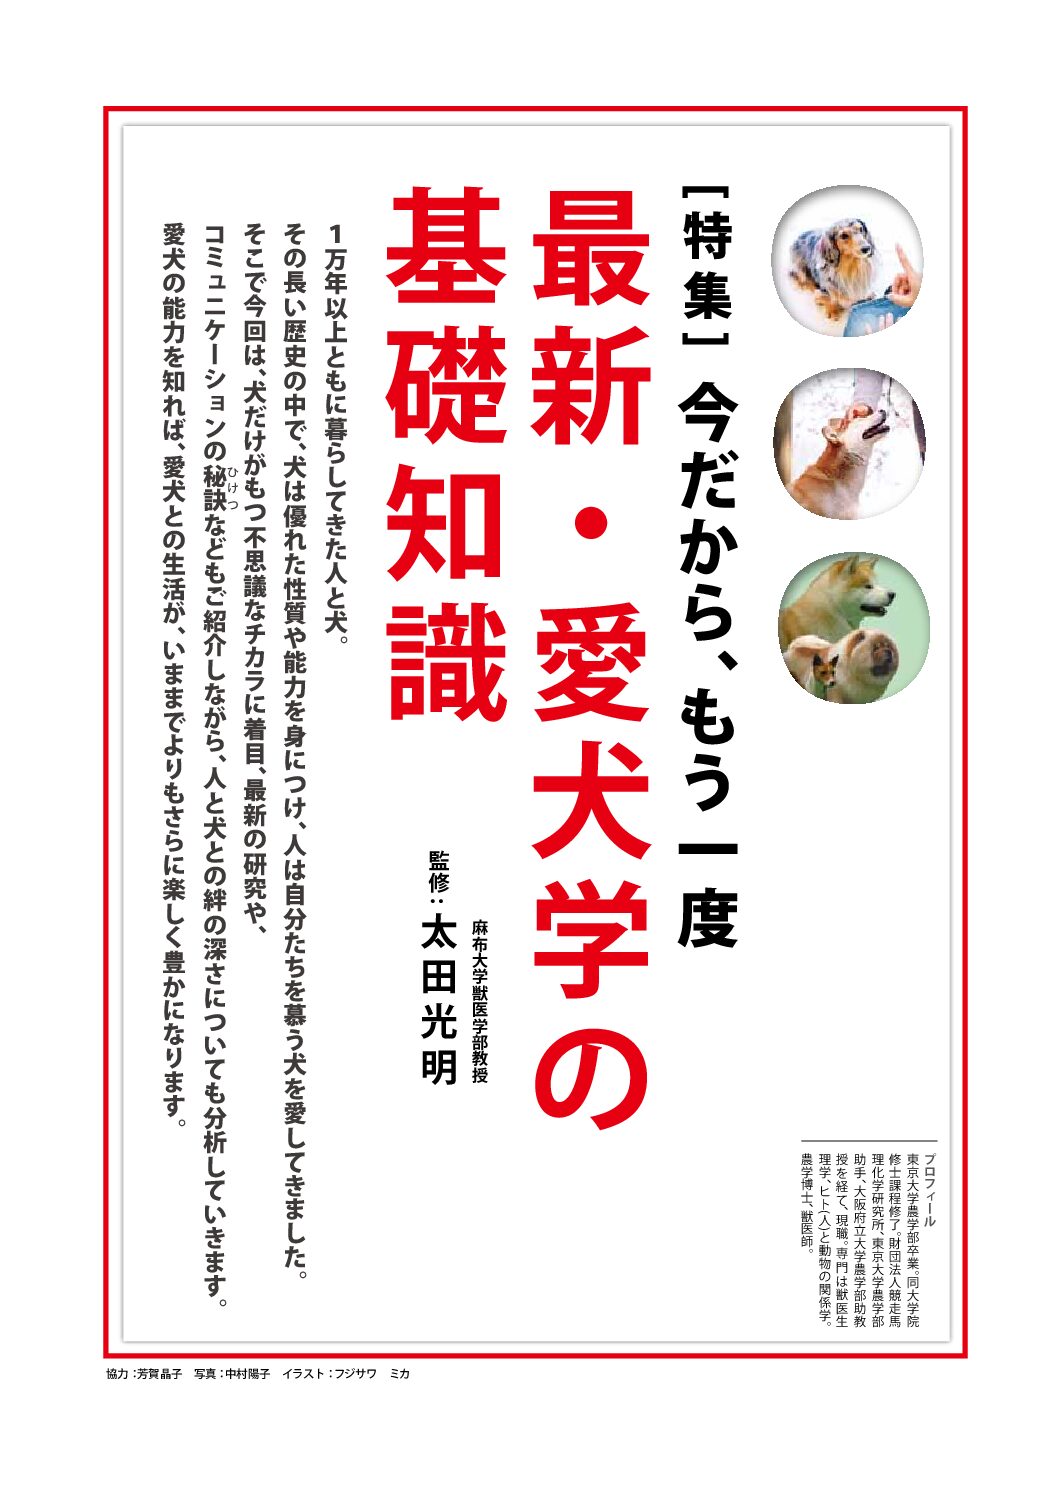 ［特集］今だから、もう一度
最新・愛犬学の
基礎知識
麻布大学獣医学部教授
監修：太田光明
1万年以上ともに暮らしてきた人と犬。
その長い歴史の中で、犬は優れた性質や能力を身につけ、人は自分たちを慕う犬を愛してきました。
そこで今回は、犬だけがもつ不思議なチカラに着目、最新の研究や、
コミュニケーションの秘訣などもご紹介しながら、人と犬との絆の深さについても分析していきます。
ひけつ
愛犬の能力を知れば、愛犬との生活が、いままでよりもさらに楽しく豊かになります。
プロフィール
東京大学農学部卒業。同大学院
修士課程修了。財団法人競走馬
理化学研究所、東京大学農学部
助手、大阪府立大学農学部助教
授を経て、現職。専門は獣医生
理学、ヒト（人）と動物の関係学。
農学博士、獣医師。
協力：芳賀晶子　写真：中村陽子　イラスト：フジサワ　ミカ